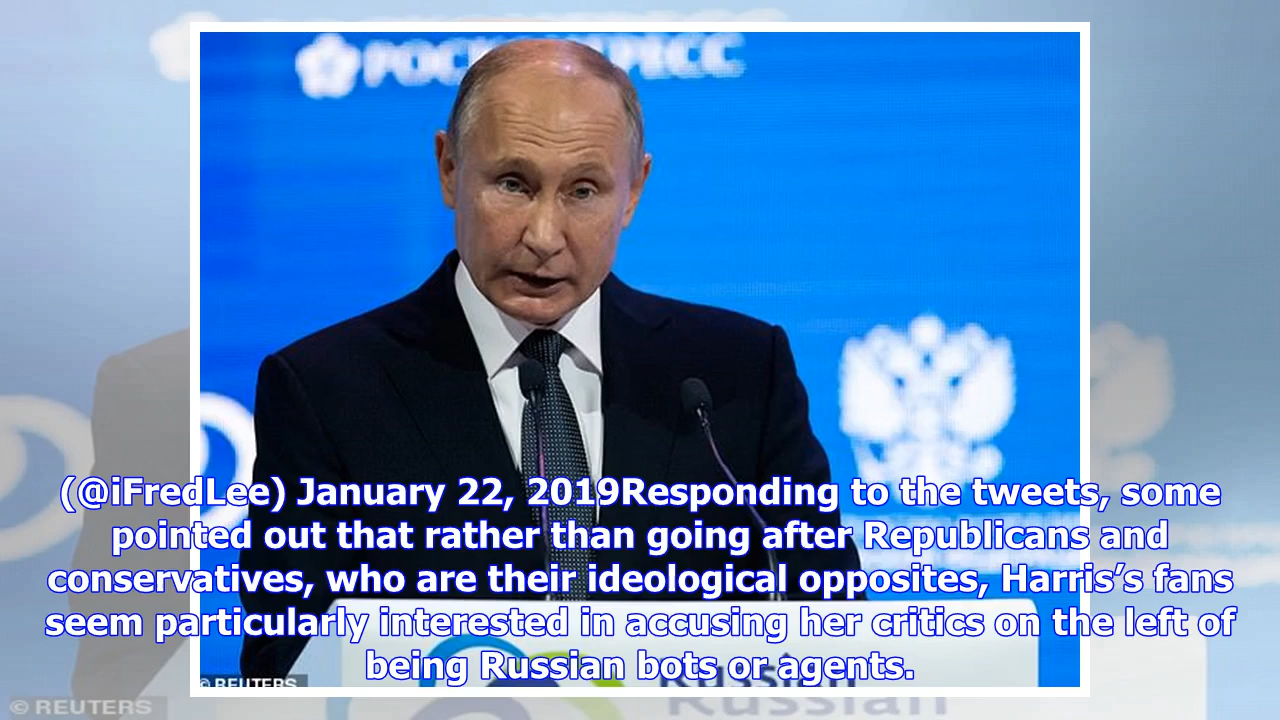 (@iFredLee) January 22, 2019Responding to the tweets, some
pointed out that rather than going after Republicans and
conservatives, who are their ideological opposites, Harris’s fans
seem particularly interested in accusing her critics on the left of
being Russian bots or agents.
© REUTERS
© REUTERS
Russian